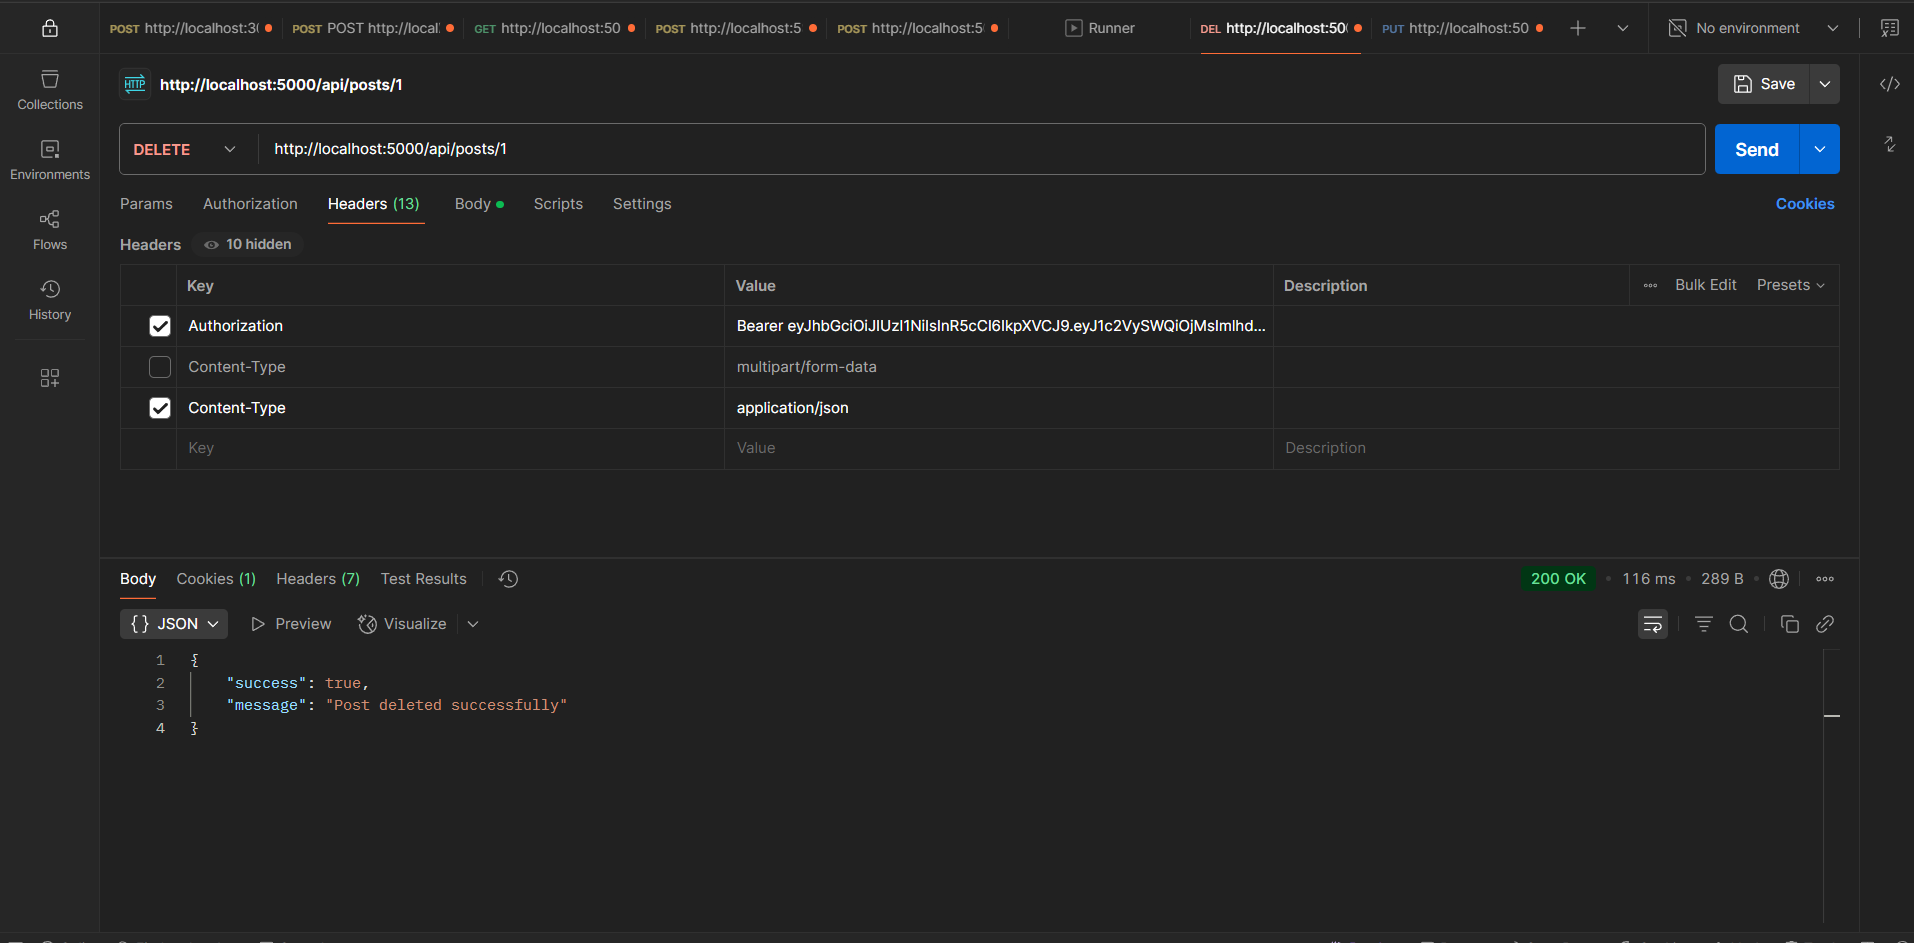 POST http://localhost:30
POST POST http://local:
GET http://localhost:50
POST http://localhost:5
POST http://localhost:5
Runner
DEL http://localhost:50
PUT http://localhost:50
No environment
Collections
Environments
Flows
History
HTTP http://localhost:5000/api/posts/1
Save
DELETE http://localhost:5000/api/posts/1
Send
Params Authorization Headers (13) Body Scripts Settings Cookies
Headers 10 hidden
Key Value Description Bulk Edit Presets
Authorization Bearer eyJhbGciOiJIUzI1NiIsInR5cCI6IkpXVCJ9.eyJ1c2VySWQiOjMsImlhd...
Content-Type multipart/form-data
Content-Type application/json
Key Value Description
Body Cookies (1) Headers (7) Test Results 200 OK 116 ms 289 B
{} JSON Preview Visualize
1 {
2 "success": true,
3 "message": "Post deleted successfully"
4 }